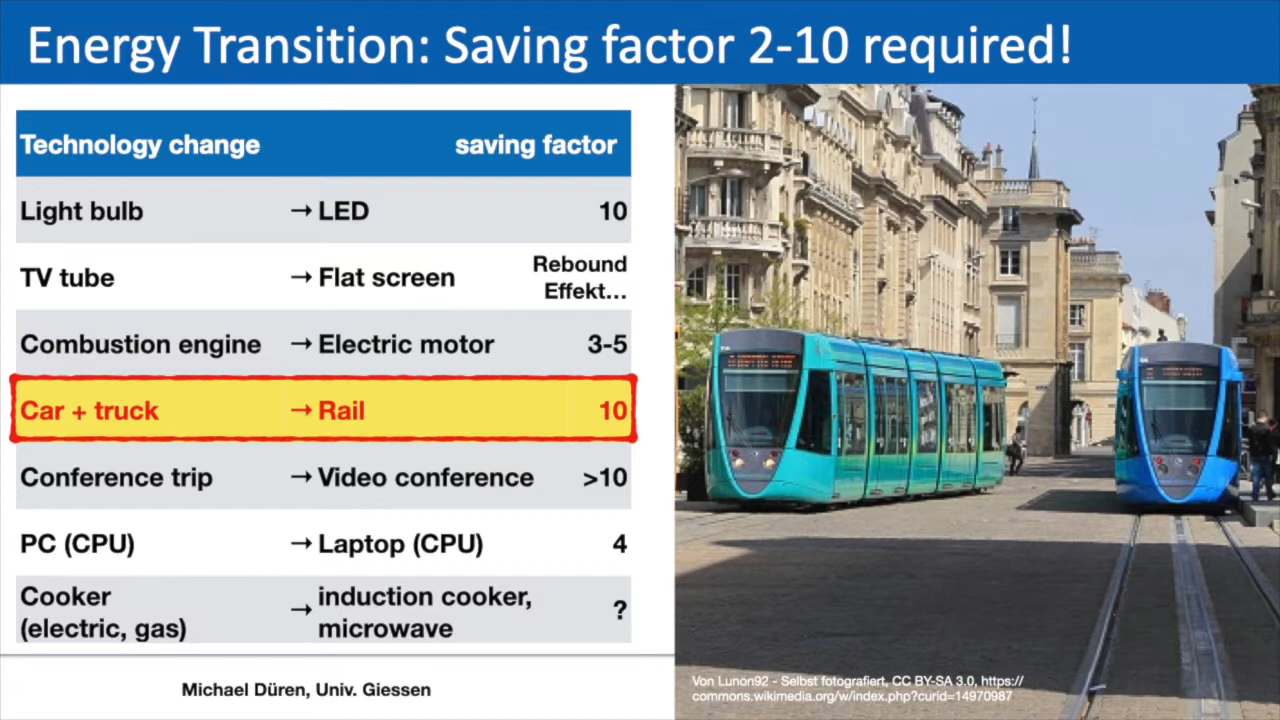 Energy Transition: Saving factor 2-10 required!
Technology change saving factor
Light bulb → LED 10
TV tube → Flat screen Rebound Effekt...
Combustion engine → Electric motor 3-5
Car + truck → Rail 10
Conference trip → Video conference >10
PC (CPU) → Laptop (CPU) 4
Cooker (electric, gas) → induction cooker, microwave ?
Michael Düren, Univ. Giessen
Von Lunon92 - Selbst fotografiert, CC BY-SA 3.0, https://
commons.wikimedia.org/w/index.php?curid=14970987